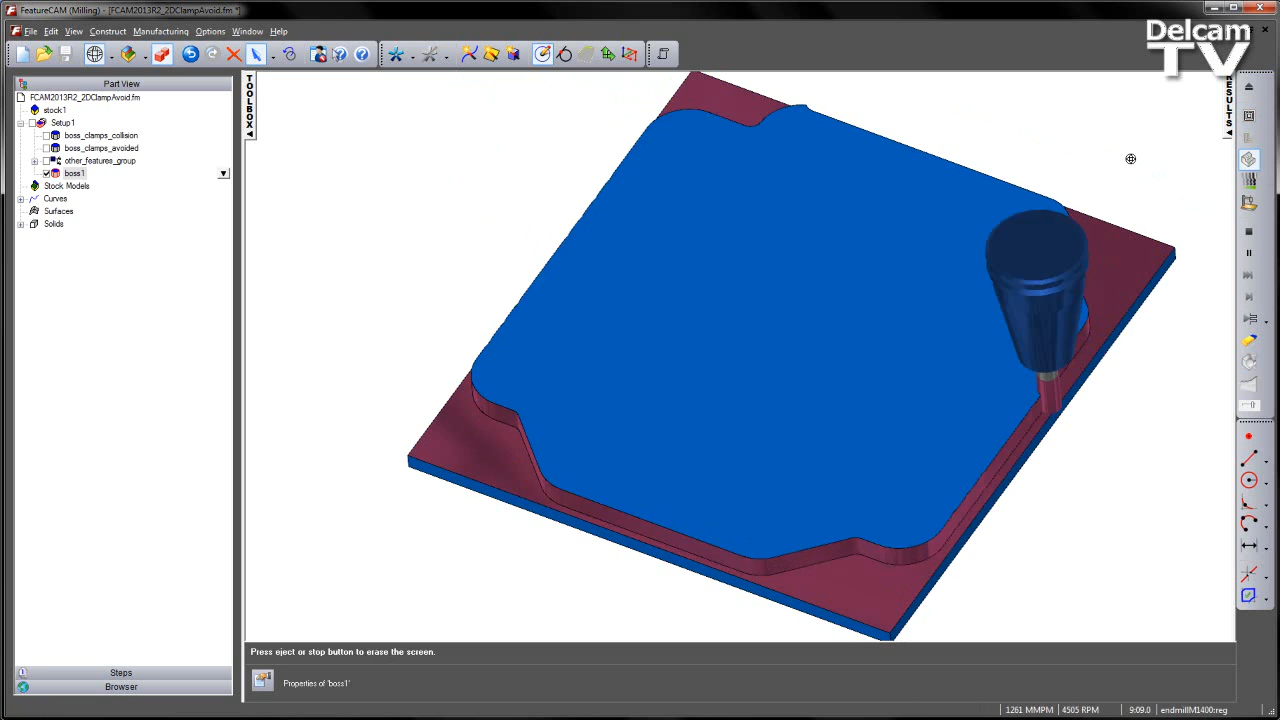 FeatureCAM (Milling) - [FCAM2013R2_2DClampAvoid.fm *]
File Edit View Construct Manufacturing Options Window Help
Delcam
TV
Part View
FCAM2013R2_2DClampAvoid.fm
stock1
Setup1
boss_clamps_collision
boss_clamps_avoided
other_features_group
boss1
Stock Models
Curves
Surfaces
Solids
Steps
Browser
TOOLBOX
RESULTS
Press eject or stop button to erase the screen.
Properties of 'boss1'
1261 MMPM 4505 RPM 9:09.0 endmillM1400:reg